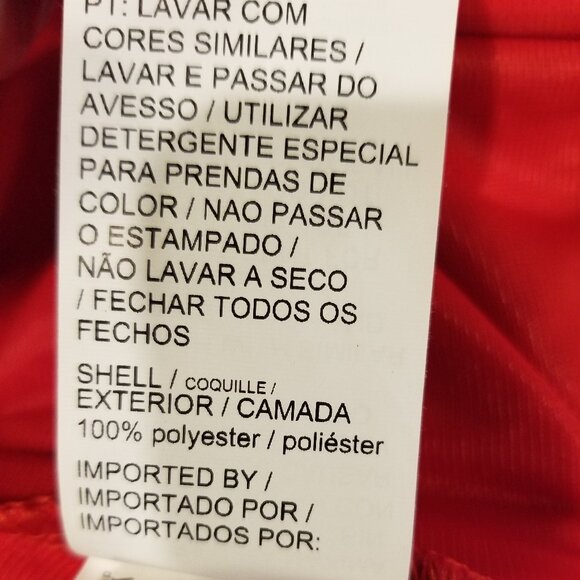 PT: LAVAR COM
CORES SIMILARES /
LAVAR E PASSAR DO
AVESSO / UTILIZAR
DETERGENTE ESPECIAL
PARA PRENDAS DE
COLOR / NAO PASSAR
O ESTAMPADO /
NÃO LAVAR A SECO
/ FECHAR TODOS OS
FECHOS
SHELL / COQUILLE /
EXTERIOR / CAMADA
100% polyester / poliéster
IMPORTED BY /
IMPORTADO POR /
IMPORTADOS POR: